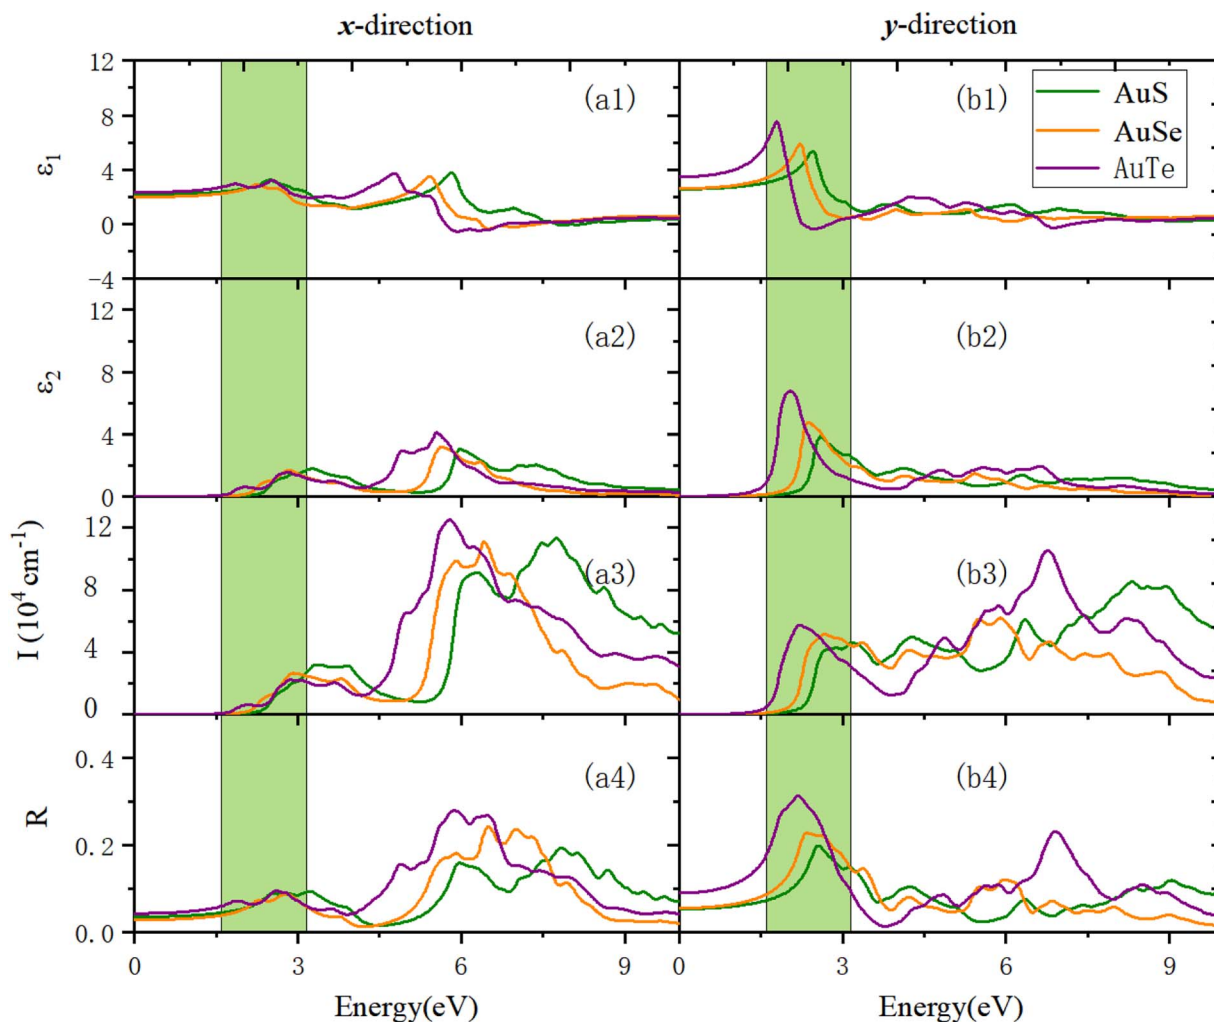 x-direction
y-direction
12
8
4
0
-4
ε1
(a1)
(b1)
AuS
AuSe
AuTe
12
8
4
0
ε2
(a2)
(b2)
12
8
4
0
I (10^4 cm^-1)
(a3)
(b3)
0.4
0.2
0.0
R
(a4)
(b4)
0
3
6
9
0
3
6
9
Energy(eV)
Energy(eV)